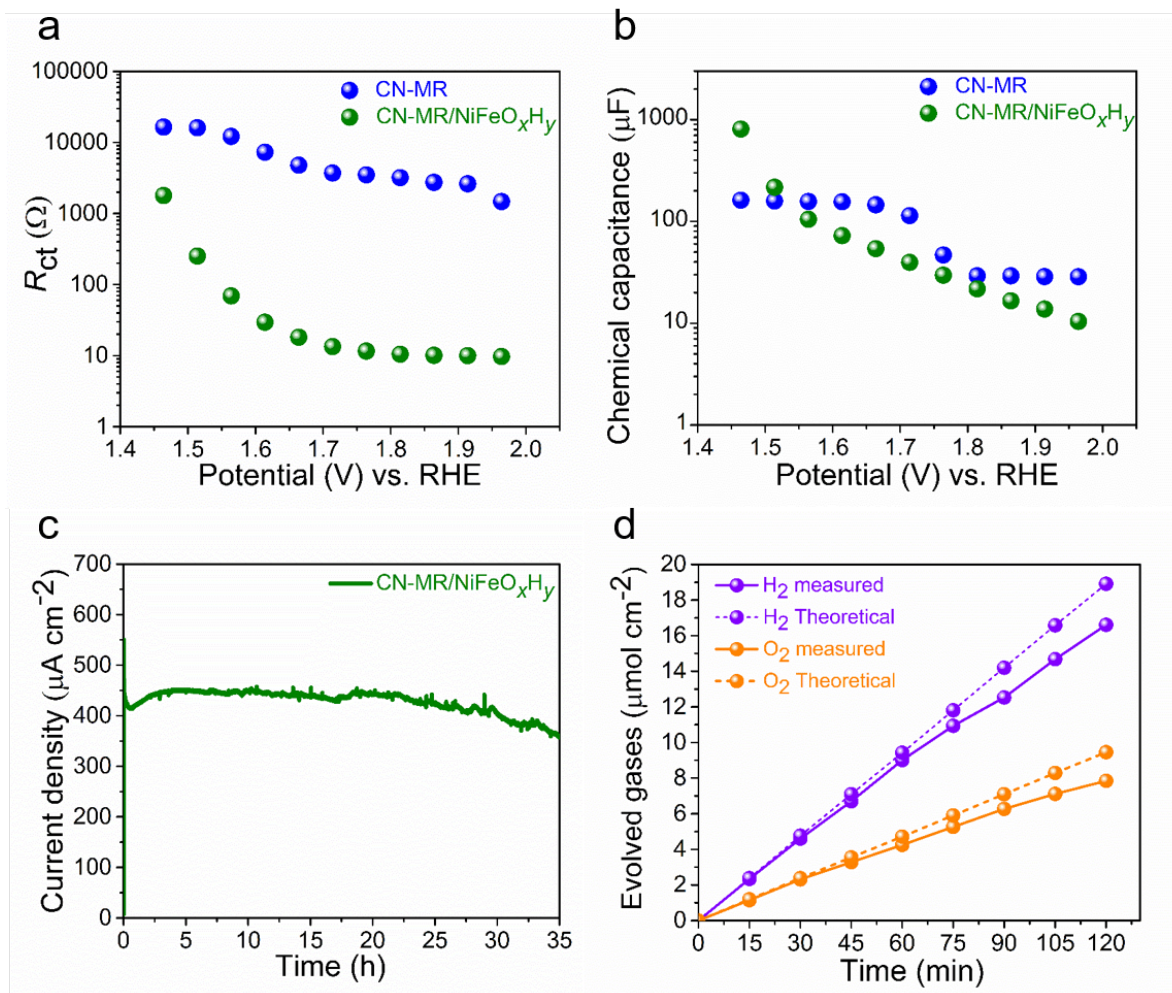 a
100000
10000
1000
100
10
1
R_ct (Ω)
CN-MR
CN-MR/NiFeO_xH_y
1.4 1.5 1.6 1.7 1.8 1.9 2.0
Potential (V) vs. RHE
b
1000
100
10
1
Chemical capacitance (μF)
CN-MR
CN-MR/NiFeO_xH_y
1.4 1.5 1.6 1.7 1.8 1.9 2.0
Potential (V) vs. RHE
c
700
600
500
400
300
200
100
0
Current density (μA cm⁻²)
CN-MR/NiFeO_xH_y
0 5 10 15 20 25 30 35
Time (h)
d
20
18
16
14
12
10
8
6
4
2
0
Evolved gases (μmol cm⁻²)
H₂ measured
H₂ Theoretical
O₂ measured
O₂ Theoretical
0 15 30 45 60 75 90 105 120
Time (min)